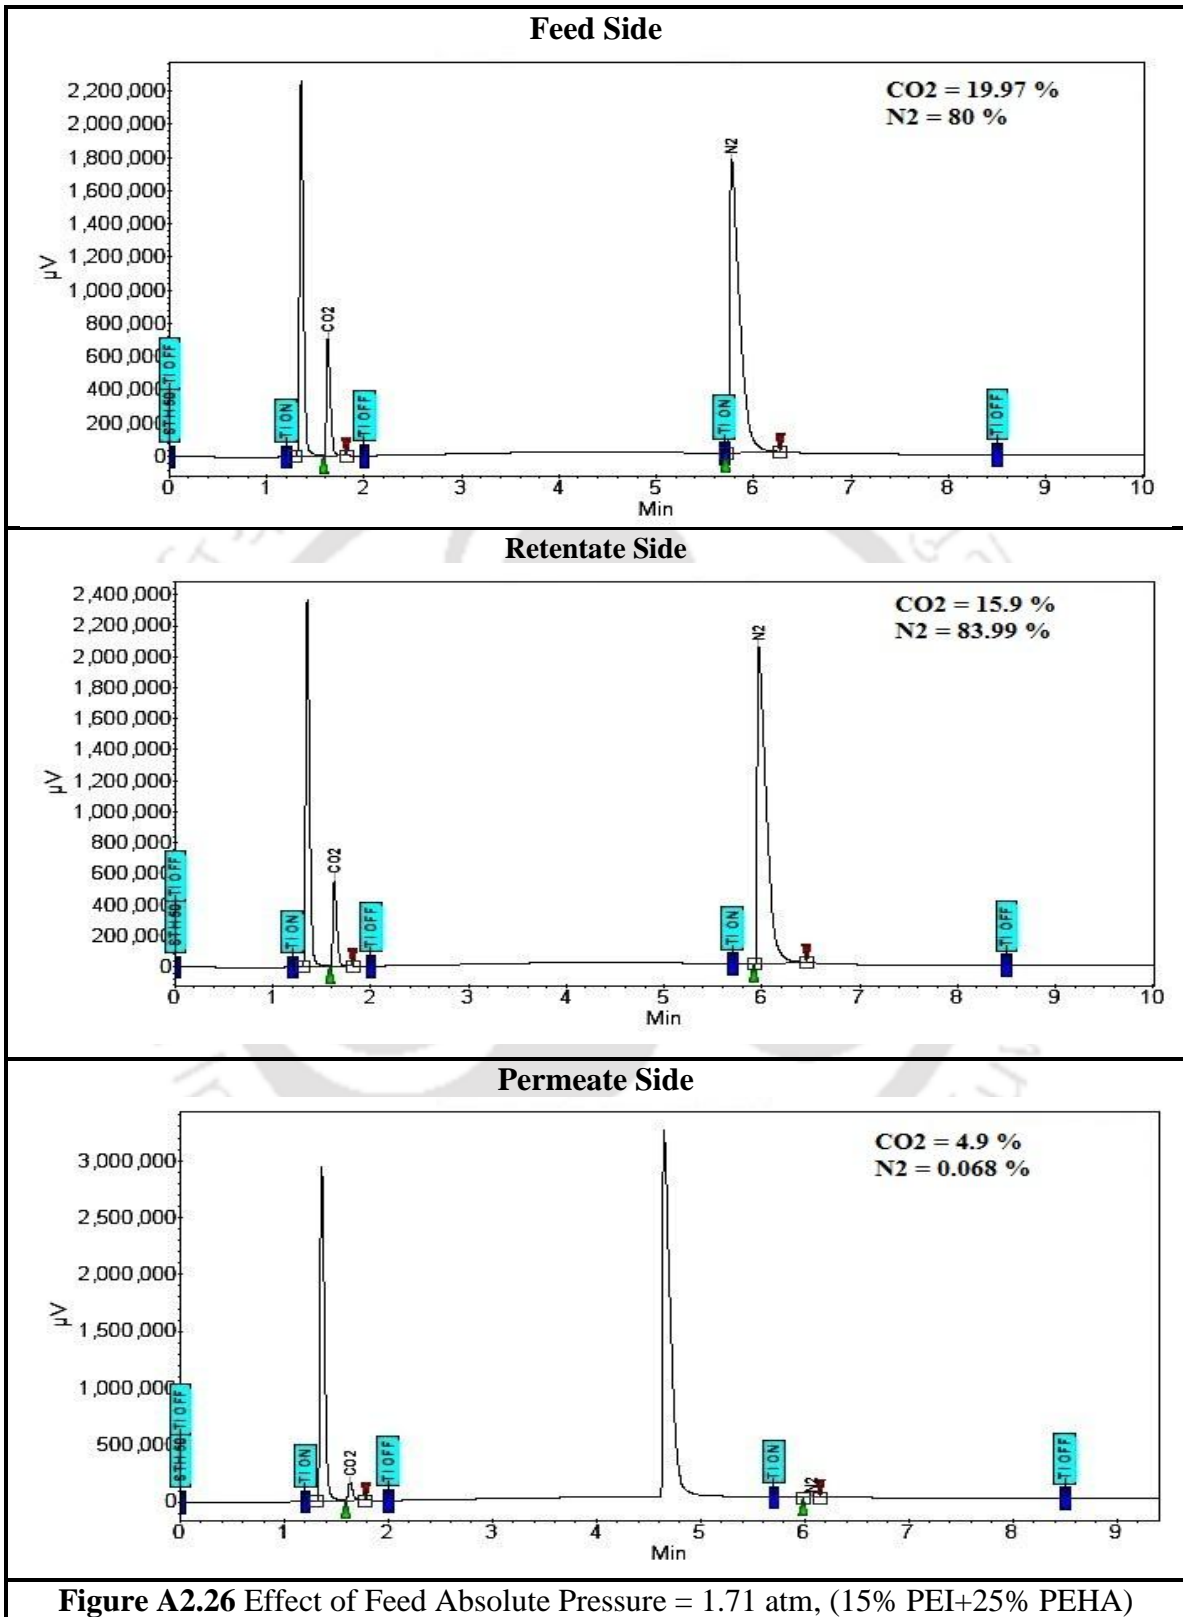 Feed Side
CO2 = 19.97 %
N2 = 80 %
2,200,000
2,000,000
1,800,000
1,600,000
1,400,000
1,200,000
1,000,000
800,000
600,000
400,000
200,000
0
µV
TI OFF
TI ON
CO2
TI OFF
N2
TI ON
TI OFF
0 1 2 3 4 5 6 7 8 9 10
Min
Retentate Side
CO2 = 15.9 %
N2 = 83.99 %
2,400,000
2,200,000
2,000,000
1,800,000
1,600,000
1,400,000
1,200,000
1,000,000
800,000
600,000
400,000
200,000
0
µV
TI OFF
TI ON
CO2
TI OFF
N2
TI ON
TI OFF
0 1 2 3 4 5 6 7 8 9 10
Min
Permeate Side
CO2 = 4.9 %
N2 = 0.068 %
3,000,000
2,500,000
2,000,000
1,500,000
1,000,000
500,000
0
µV
TI OFF
TI ON
CO2
TI OFF
TI ON
N2
TI OFF
0 1 2 3 4 5 6 7 8 9
Min
Figure A2.26 Effect of Feed Absolute Pressure = 1.71 atm, (15% PEI+25% PEHA)